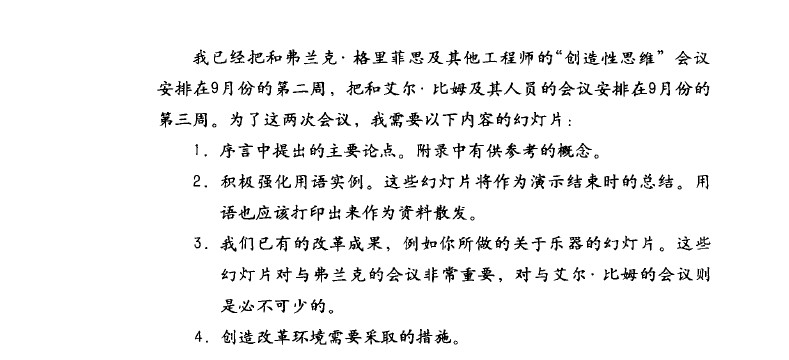 我已经把和弗兰克·格里菲思及其他工程师的“创造性思维”会议
安排在9月份的第二周，把和艾尔·比姆及其人员的会议安排在9月份的
第三周。为了这两次会议，我需要以下内容的幻灯片：
1．序言中提出的主要论点。附录中有供参考的概念。
2．积极强化用语实例。这些幻灯片将作为演示结束时的总结。用
语也应该打印出来作为资料散发。
3．我们已有的改革成果，例如你所做的关于乐器的幻灯片。这些
幻灯片对与弗兰克的会议非常重要，对与艾尔·比姆的会议则
是必不可少的。
4．创造改革环境需要采取的措施。